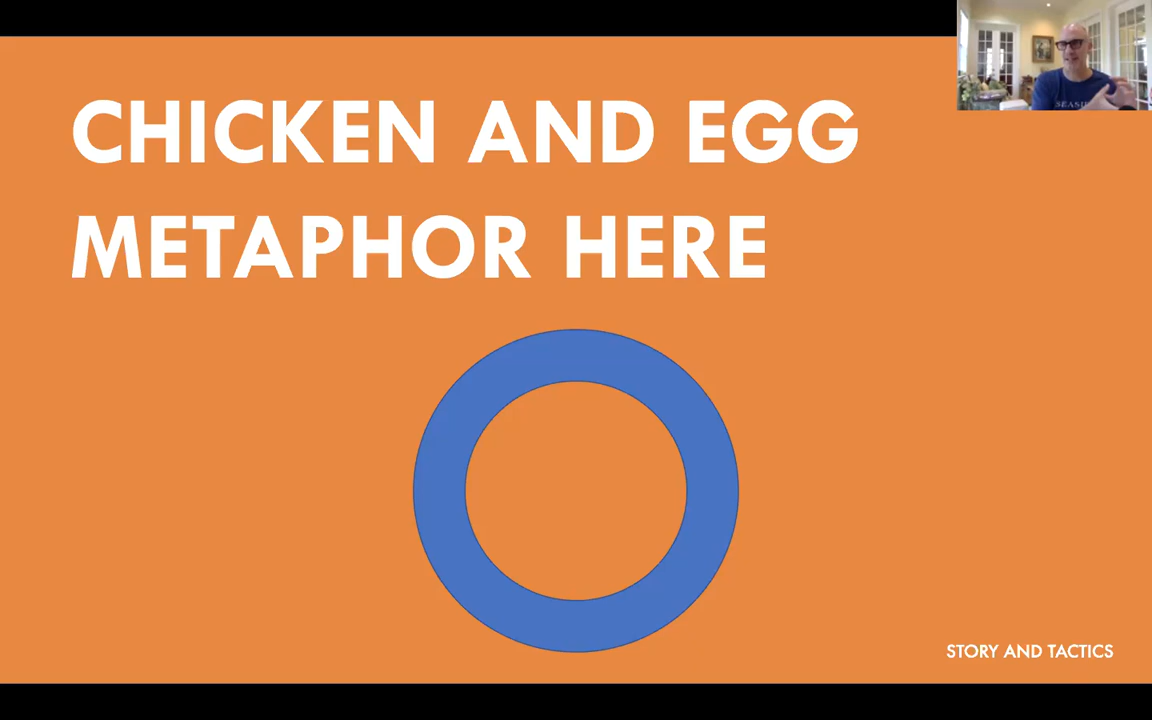 CHICKEN AND EGG
METAPHOR HERE
STORY AND TACTICS